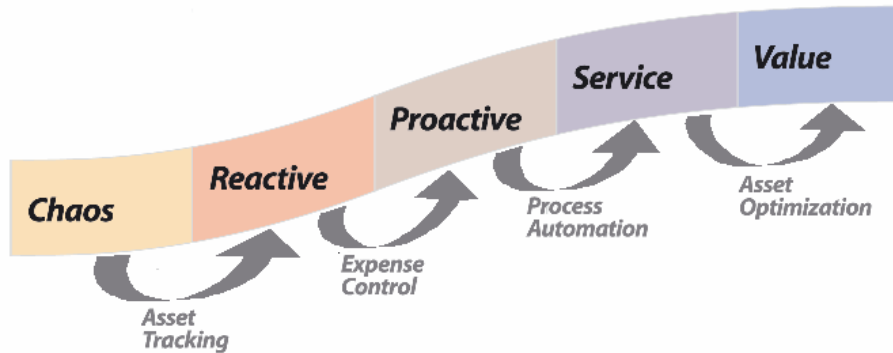 Chaos
Reactive
Proactive
Service
Value
Asset
Tracking
Expense
Control
Process
Automation
Asset
Optimization